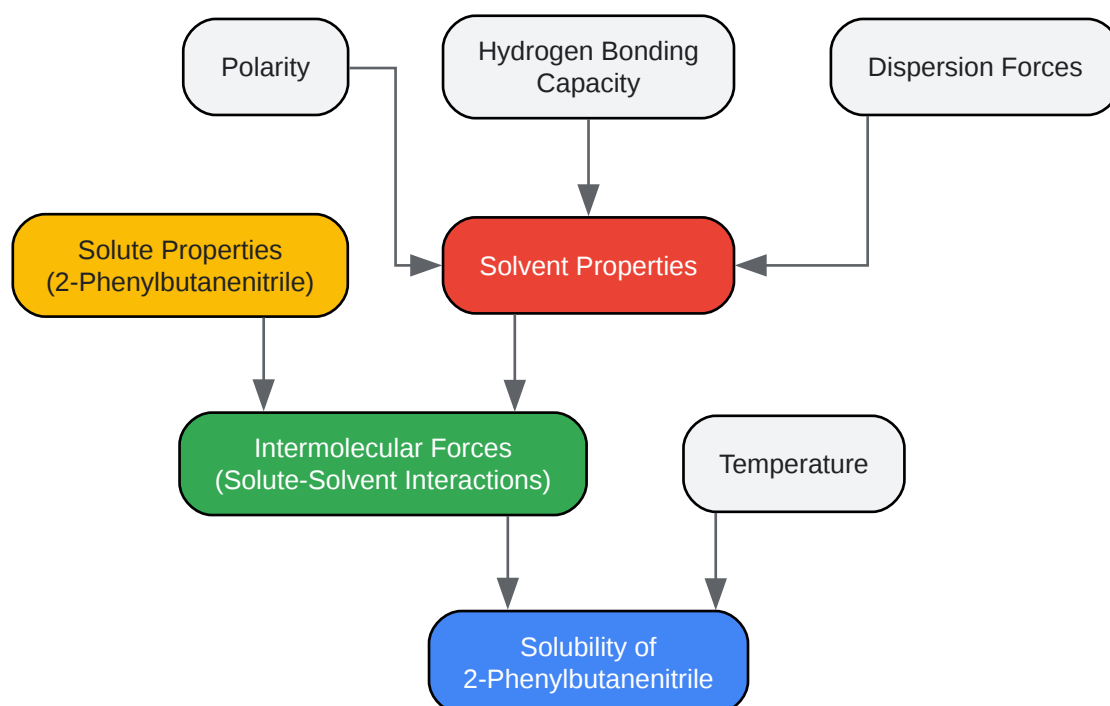 Polarity
Hydrogen Bonding
Capacity
Dispersion Forces
Solute Properties
(2-Phenylbutanenitrile)
Solvent Properties
Intermolecular Forces
(Solute-Solvent Interactions)
Temperature
Solubility of
2-Phenylbutanenitrile